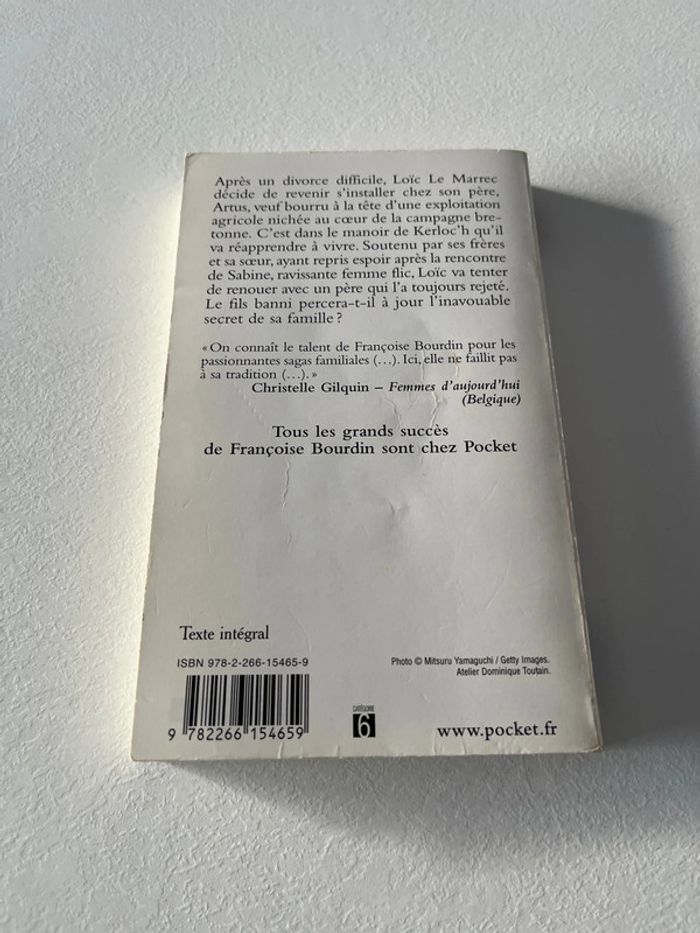 Après un divorce difficile, Loïc Le Marrec
décide de revenir s'installer chez son père,
Artus, veuf bourru à la tête d'une exploitation
agricole nichée au cœur de la campagne bre-
tonne. C'est dans le manoir de Kerloc'h qu'il
va réapprendre à vivre. Soutenu par ses frères
et sa sœur, ayant repris espoir après la rencontre
de Sabine, ravissante femme flic, Loïc va tenter
de renouer avec un père qui l'a toujours rejeté.
Le fils banni percera-t-il à jour l'inavouable
secret de sa famille ?
« On connaît le talent de Françoise Bourdin pour les
passionnantes sagas familiales (…). Ici, elle ne faillit pas
à sa tradition (…). »
Christelle Gilquin – Femmes d'aujourd'hui
(Belgique)
Tous les grands succès
de Françoise Bourdin sont chez Pocket
Texte intégral
ISBN 978-2-266-15465-9
Photo © Mitsuru Yamaguchi / Getty Images.
Atelier Dominique Toutain.
CATÉGORIE
6
9 782266 154659
www.pocket.fr